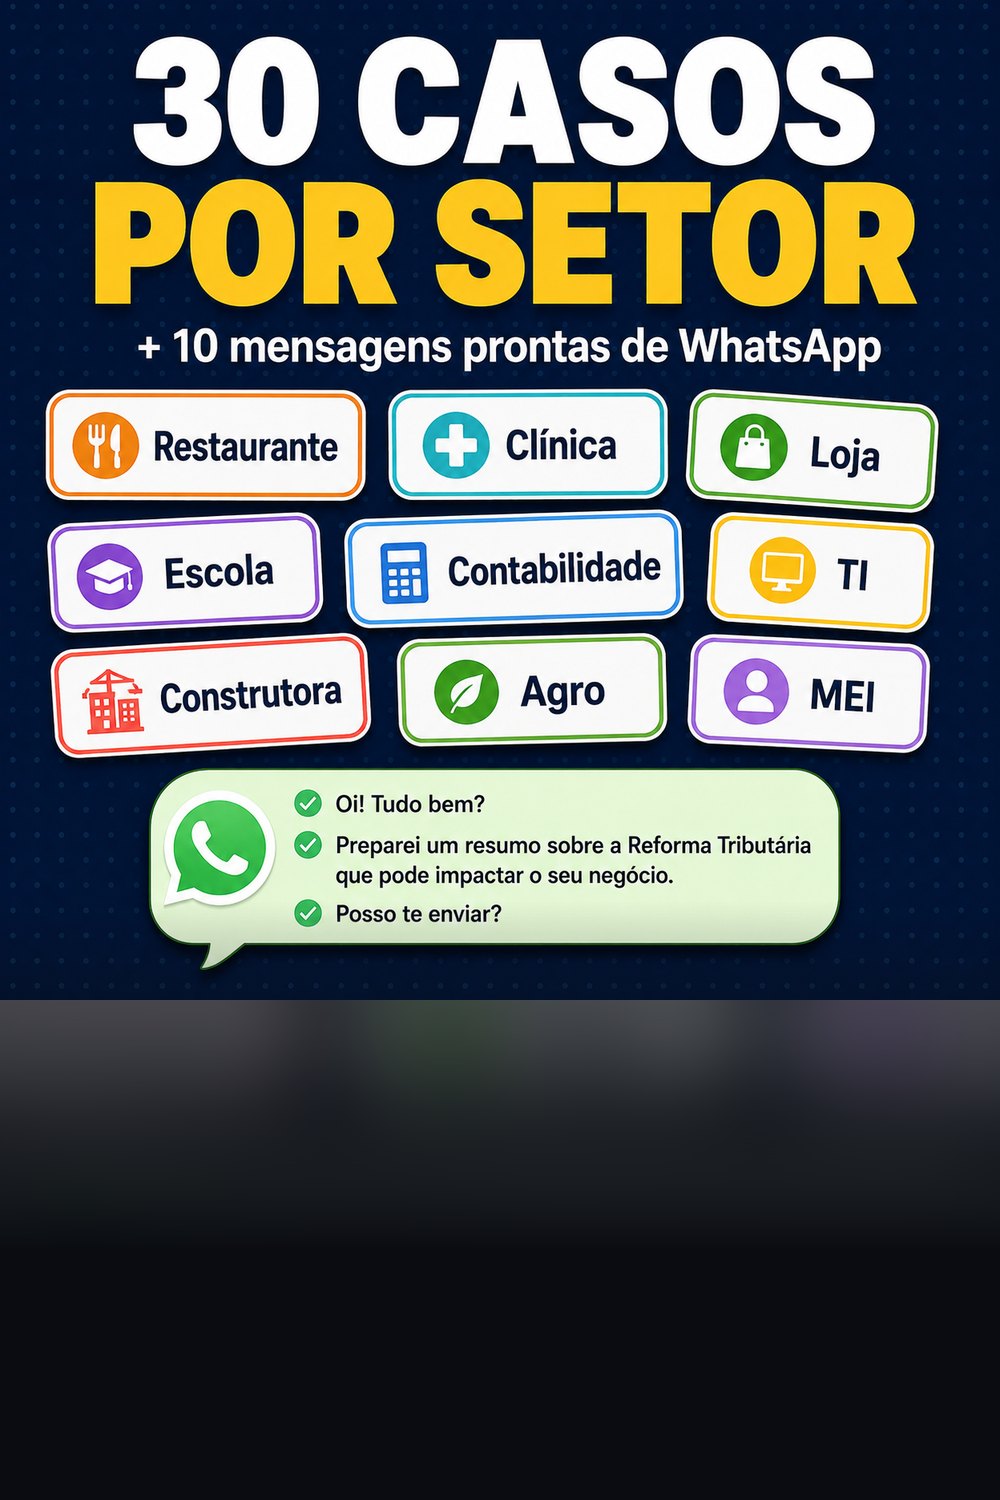 30 CASOS
POR SETOR
+ 10 mensagens prontas de WhatsApp
Restaurante
Clínica
Loja
Escola
Contabilidade
TI
Construtora
Agro
MEI
Oi! Tudo bem?
Preparei um resumo sobre a Reforma Tributária
que pode impactar o seu negócio.
Posso te enviar?